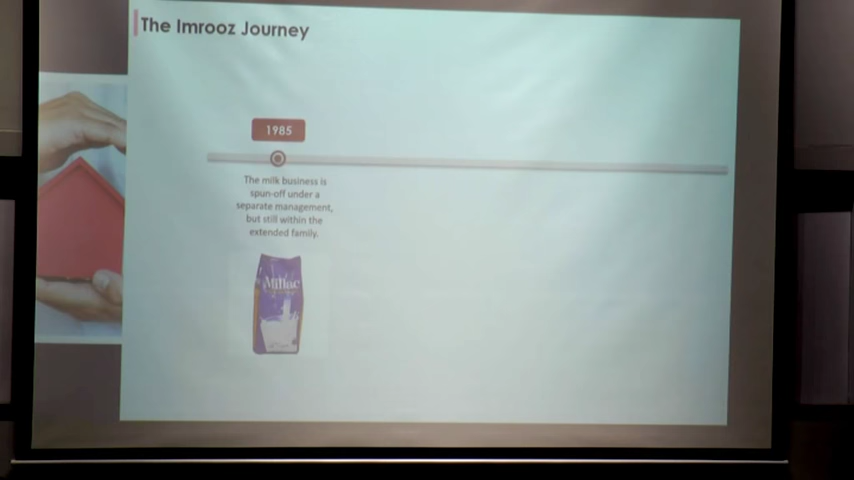 The Imrooz Journey
1985
The milk business is
spun-off under a
separate management,
but still within the
extended family.
Millac